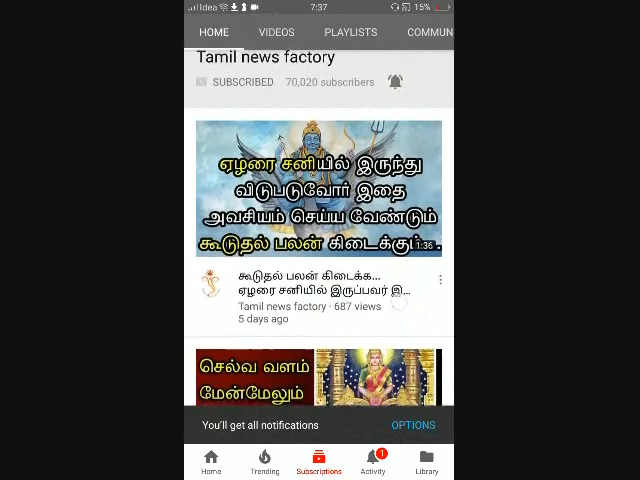 Idea 7:37 15%
HOME VIDEOS PLAYLISTS COMMUN
Tamil news factory
SUBSCRIBED 70,020 subscribers
ஏழரை சனியில் இருந்து
விடுபடுவோர் இதை
அவசியம் செய்ய வேண்டும்
கூடுதல் பலன் கிடைக்கும்..
1:36
கூடுதல் பலன் கிடைக்க...
ஏழரை சனியில் இருப்பவர் இ...
Tamil news factory · 687 views
5 days ago
செல்வ வளம்
மேன்மேலும்
You'll get all notifications OPTIONS
1
Home Trending Subscriptions Activity Library